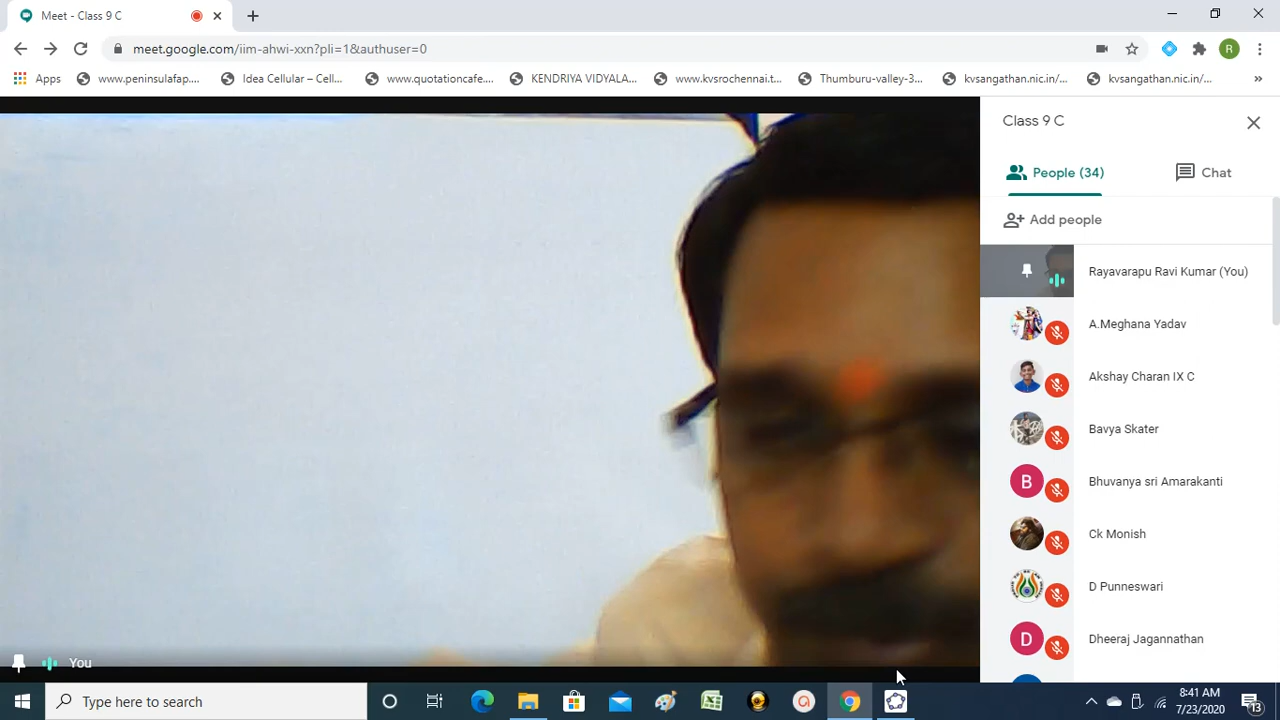 Meet - Class 9 C
meet.google.com/iim-ahwi-xxn?pli=1&authuser=0
Apps www.peninsulafap.... Idea Cellular – Cell... www.quotationcafe.... KENDRIYA VIDYALA... www.kvsrochennai.t... Thumburu-valley-3... kvsangathan.nic.in/... kvsangathan.nic.in/... »
R
Class 9 C
People (34) Chat
Add people
Rayavarapu Ravi Kumar (You)
A.Meghana Yadav
Akshay Charan IX C
Bavya Skater
B Bhuvanya sri Amarakanti
Ck Monish
D Punneswari
D Dheeraj Jagannathan
You
Type here to search
8:41 AM
7/23/2020
13